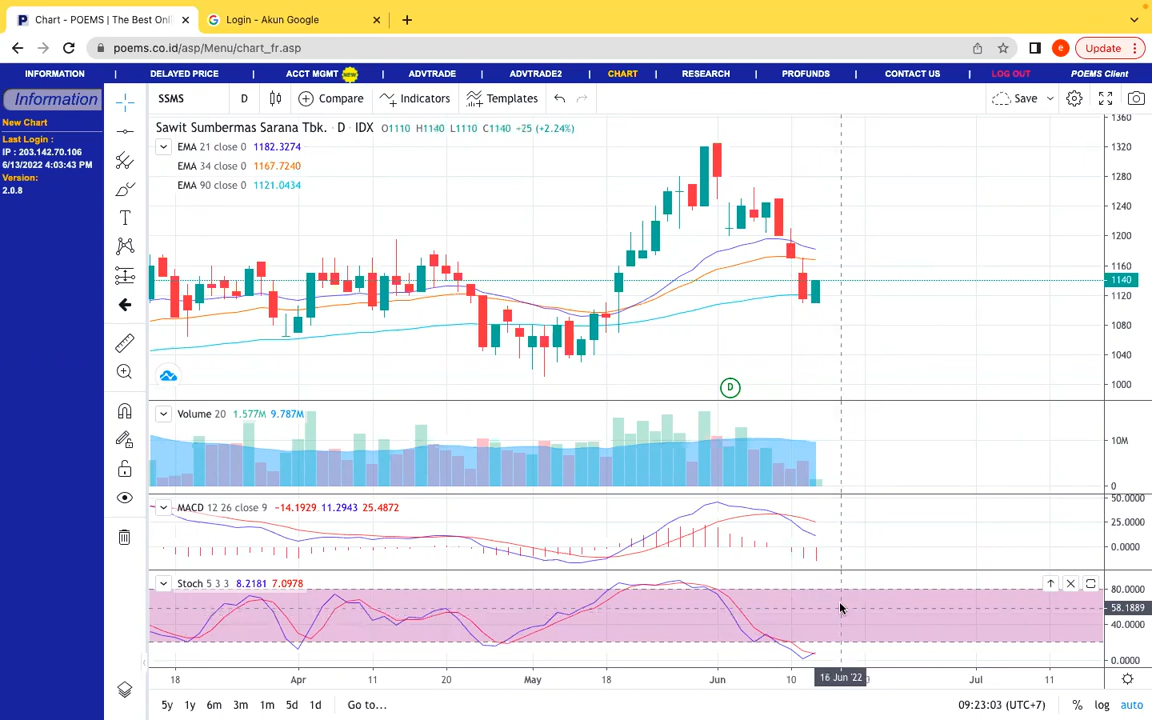 Chart - POEMS | The Best Onl
Login - Akun Google
poems.co.id/asp/Menu/chart_fr.asp
e
Update
INFORMATION | DELAYED PRICE | ACCT MGMT NEW | ADVTRADE | ADVTRADE2 | CHART | RESEARCH | PROFUNDS | CONTACT US | LOG OUT POEMS Client
Information
New Chart
Last Login :
IP : 203.142.70.106
6/13/2022 4:03:43 PM
Version:
2.0.8
SSMS D Compare Indicators Templates Save
Sawit Sumbermas Sarana Tbk. · D · IDX O1110 H1140 L1110 C1140 +25 (+2.24%)
EMA 21 close 0 1182.3274
EMA 34 close 0 1167.7240
EMA 90 close 0 1121.0434
1360
1320
1280
1240
1200
1160
1140
1120
1080
1040
1000
D
Volume 20 1.577M 9.787M
10M
0
MACD 12 26 close 9 −14.1929 11.2943 25.4872
50.0000
25.0000
0.0000
Stoch 5 3 3 8.2181 7.0978
80.0000
58.1889
40.0000
0.0000
18 Apr 11 20 May 18 Jun 10 16 Jun '22 Jul 11
5y 1y 6m 3m 1m 5d 1d Go to...
09:23:03 (UTC+7) % log auto